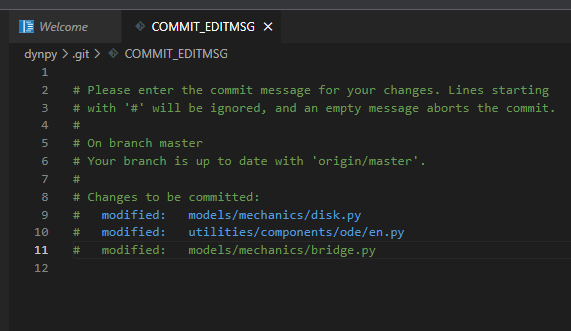 Welcome COMMIT_EDITMSG ×
dynpy > .git > COMMIT_EDITMSG
1
2 # Please enter the commit message for your changes. Lines starting
3 # with '#' will be ignored, and an empty message aborts the commit.
4 #
5 # On branch master
6 # Your branch is up to date with 'origin/master'.
7 #
8 # Changes to be committed:
9 #   modified:   models/mechanics/disk.py
10 #   modified:   utilities/components/ode/en.py
11 #   modified:   models/mechanics/bridge.py
12